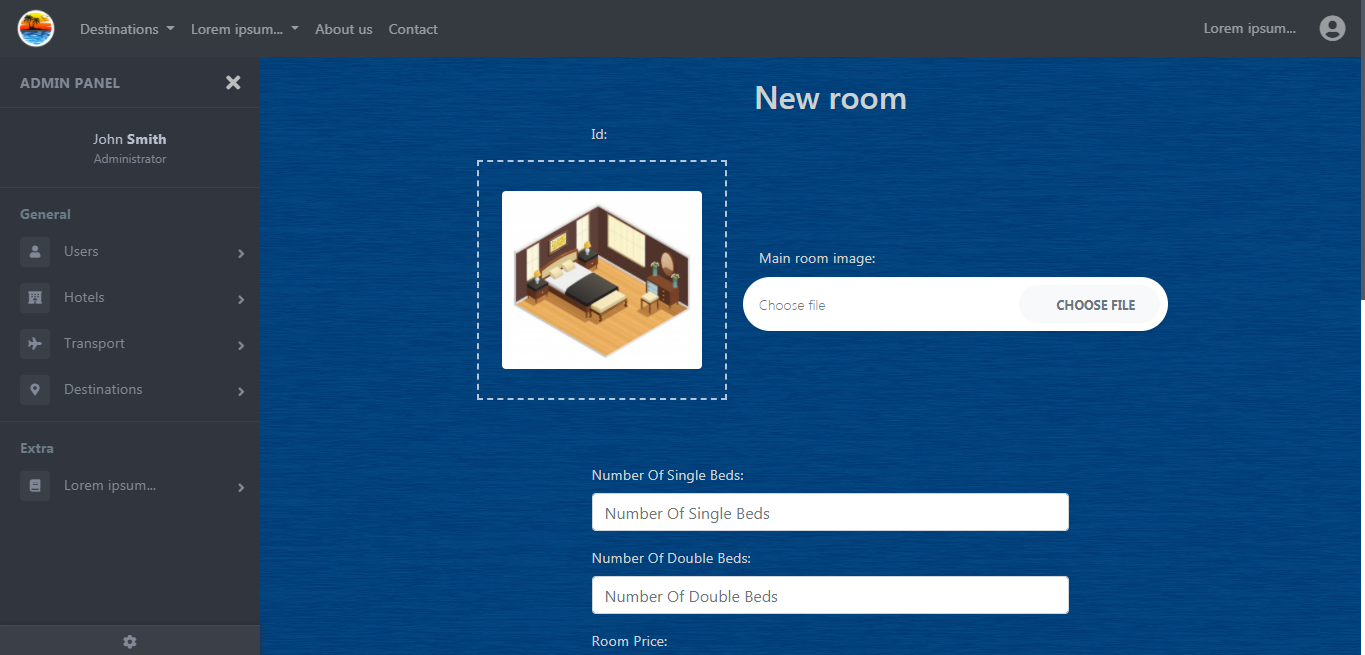 Destinations
Lorem ipsum...
About us
Contact
Lorem ipsum...
ADMIN PANEL
John Smith
Administrator
General
Users
Hotels
Transport
Destinations
Extra
Lorem ipsum...
New room
Id:
Main room image:
Choose file
CHOOSE FILE
Number Of Single Beds:
Number Of Single Beds
Number Of Double Beds:
Number Of Double Beds
Room Price: